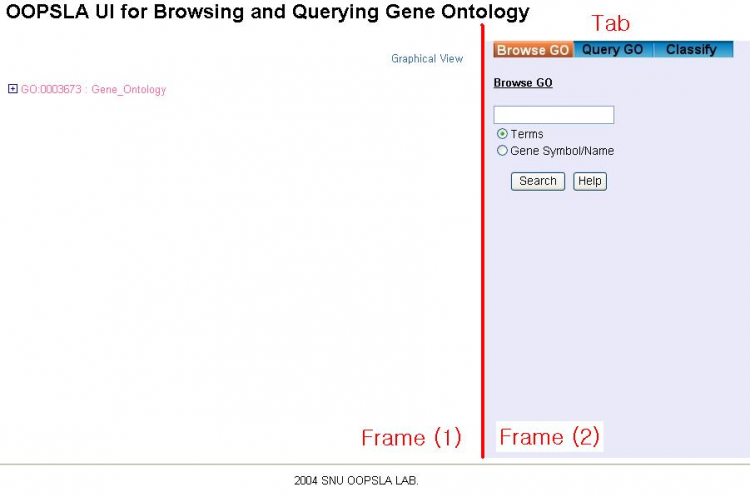 OOPSLA UI for Browsing and Querying Gene Ontology
Tab
Browse GO Query GO Classify
Graphical View
Browse GO
GO:0003673 : Gene_Ontology
Terms
Gene Symbol/Name
Search Help
Frame (1)
Frame (2)
2004 SNU OOPSLA LAB.